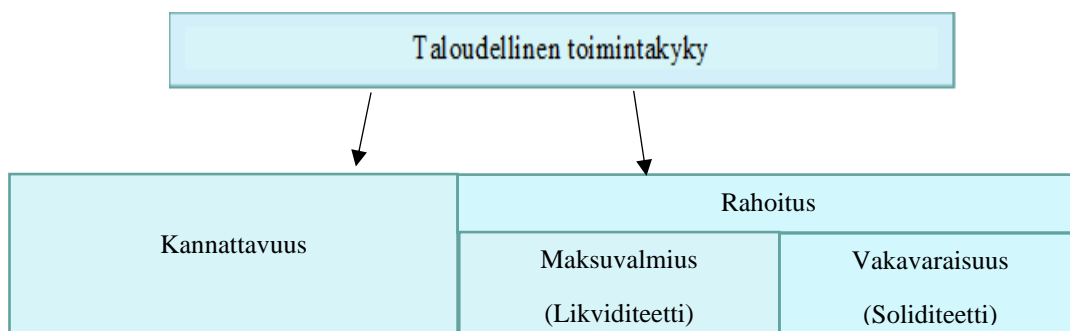 Taloudellinen toimintakyky
Kannattavuus
Rahoitus
Maksuvalmius
(Likviditeetti)
Vakavaraisuus
(Soliditeetti)